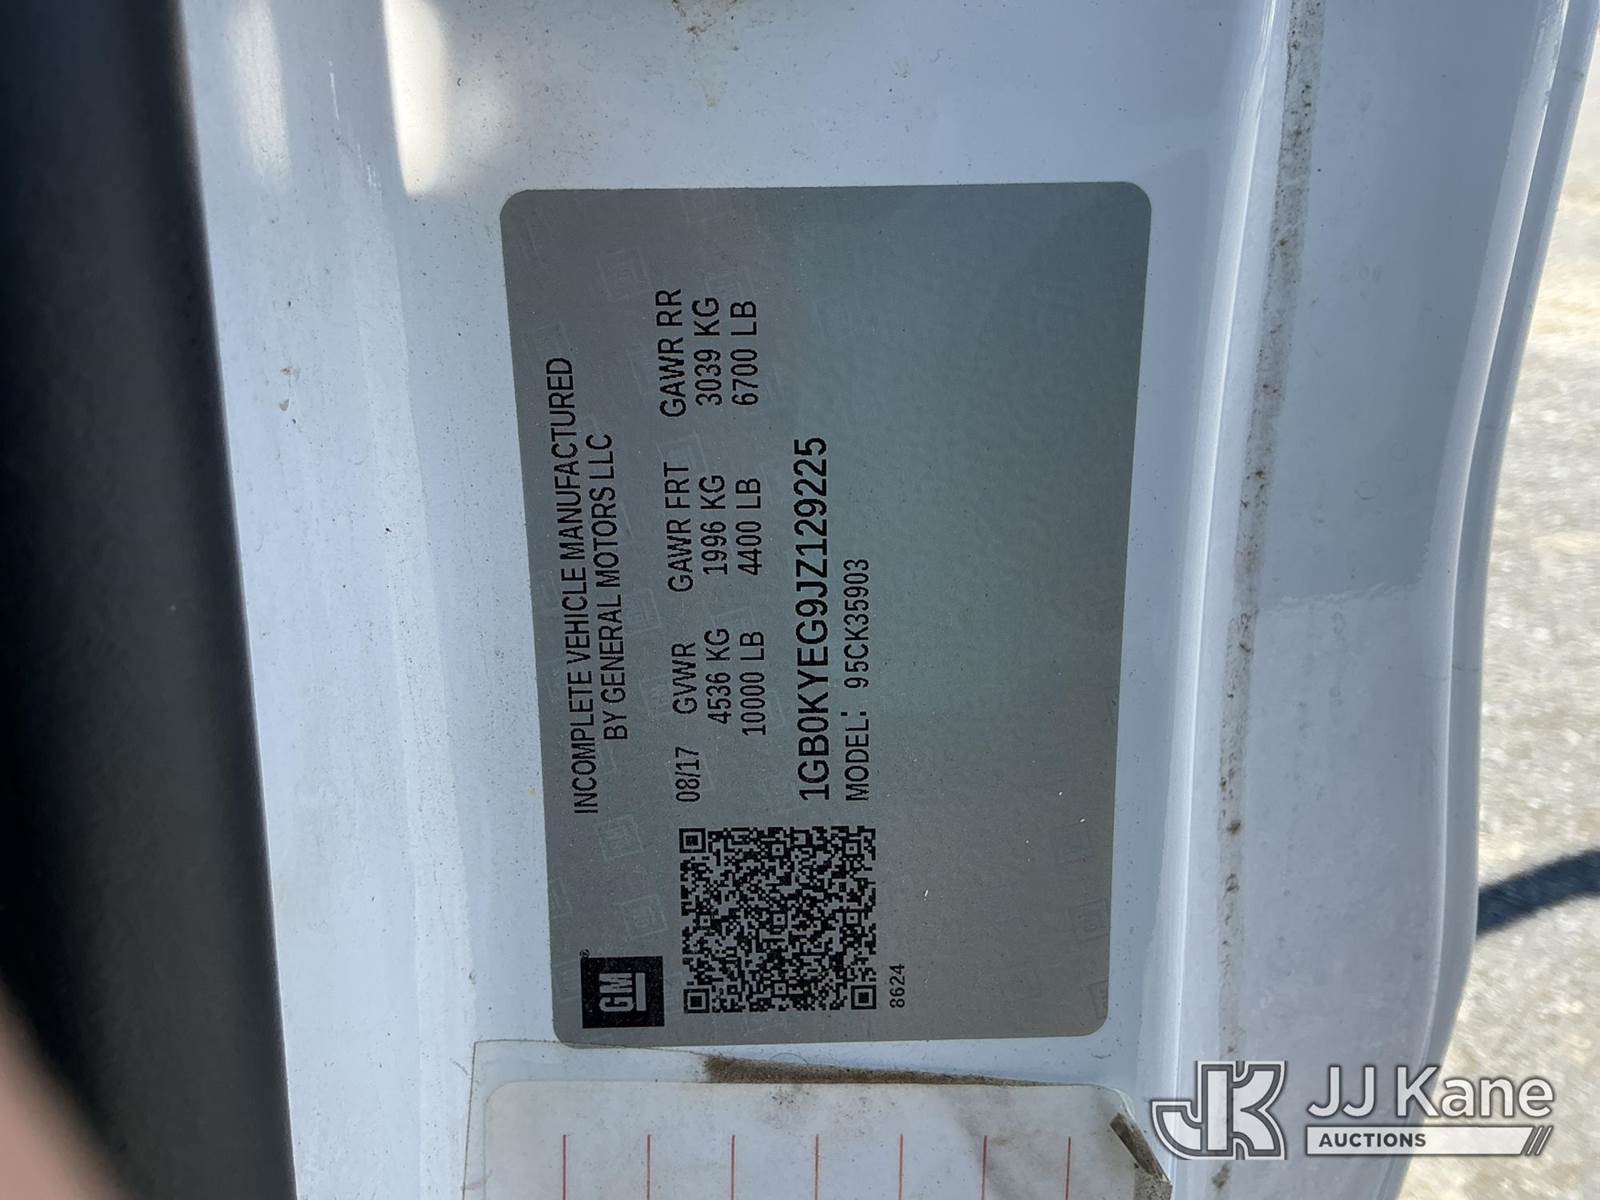 INCOMPLETE VEHICLE MANUFACTURED
BY GENERAL MOTORS LLC
08/17 GVWR GAWR FRT GAWR RR
4536 KG 1996 KG 3039 KG
10000 LB 4400 LB 6700 LB
1GB0KYEG9JZ129225
MODEL: 95CK35903
GM®
8624
JK JJ Kane
AUCTIONS